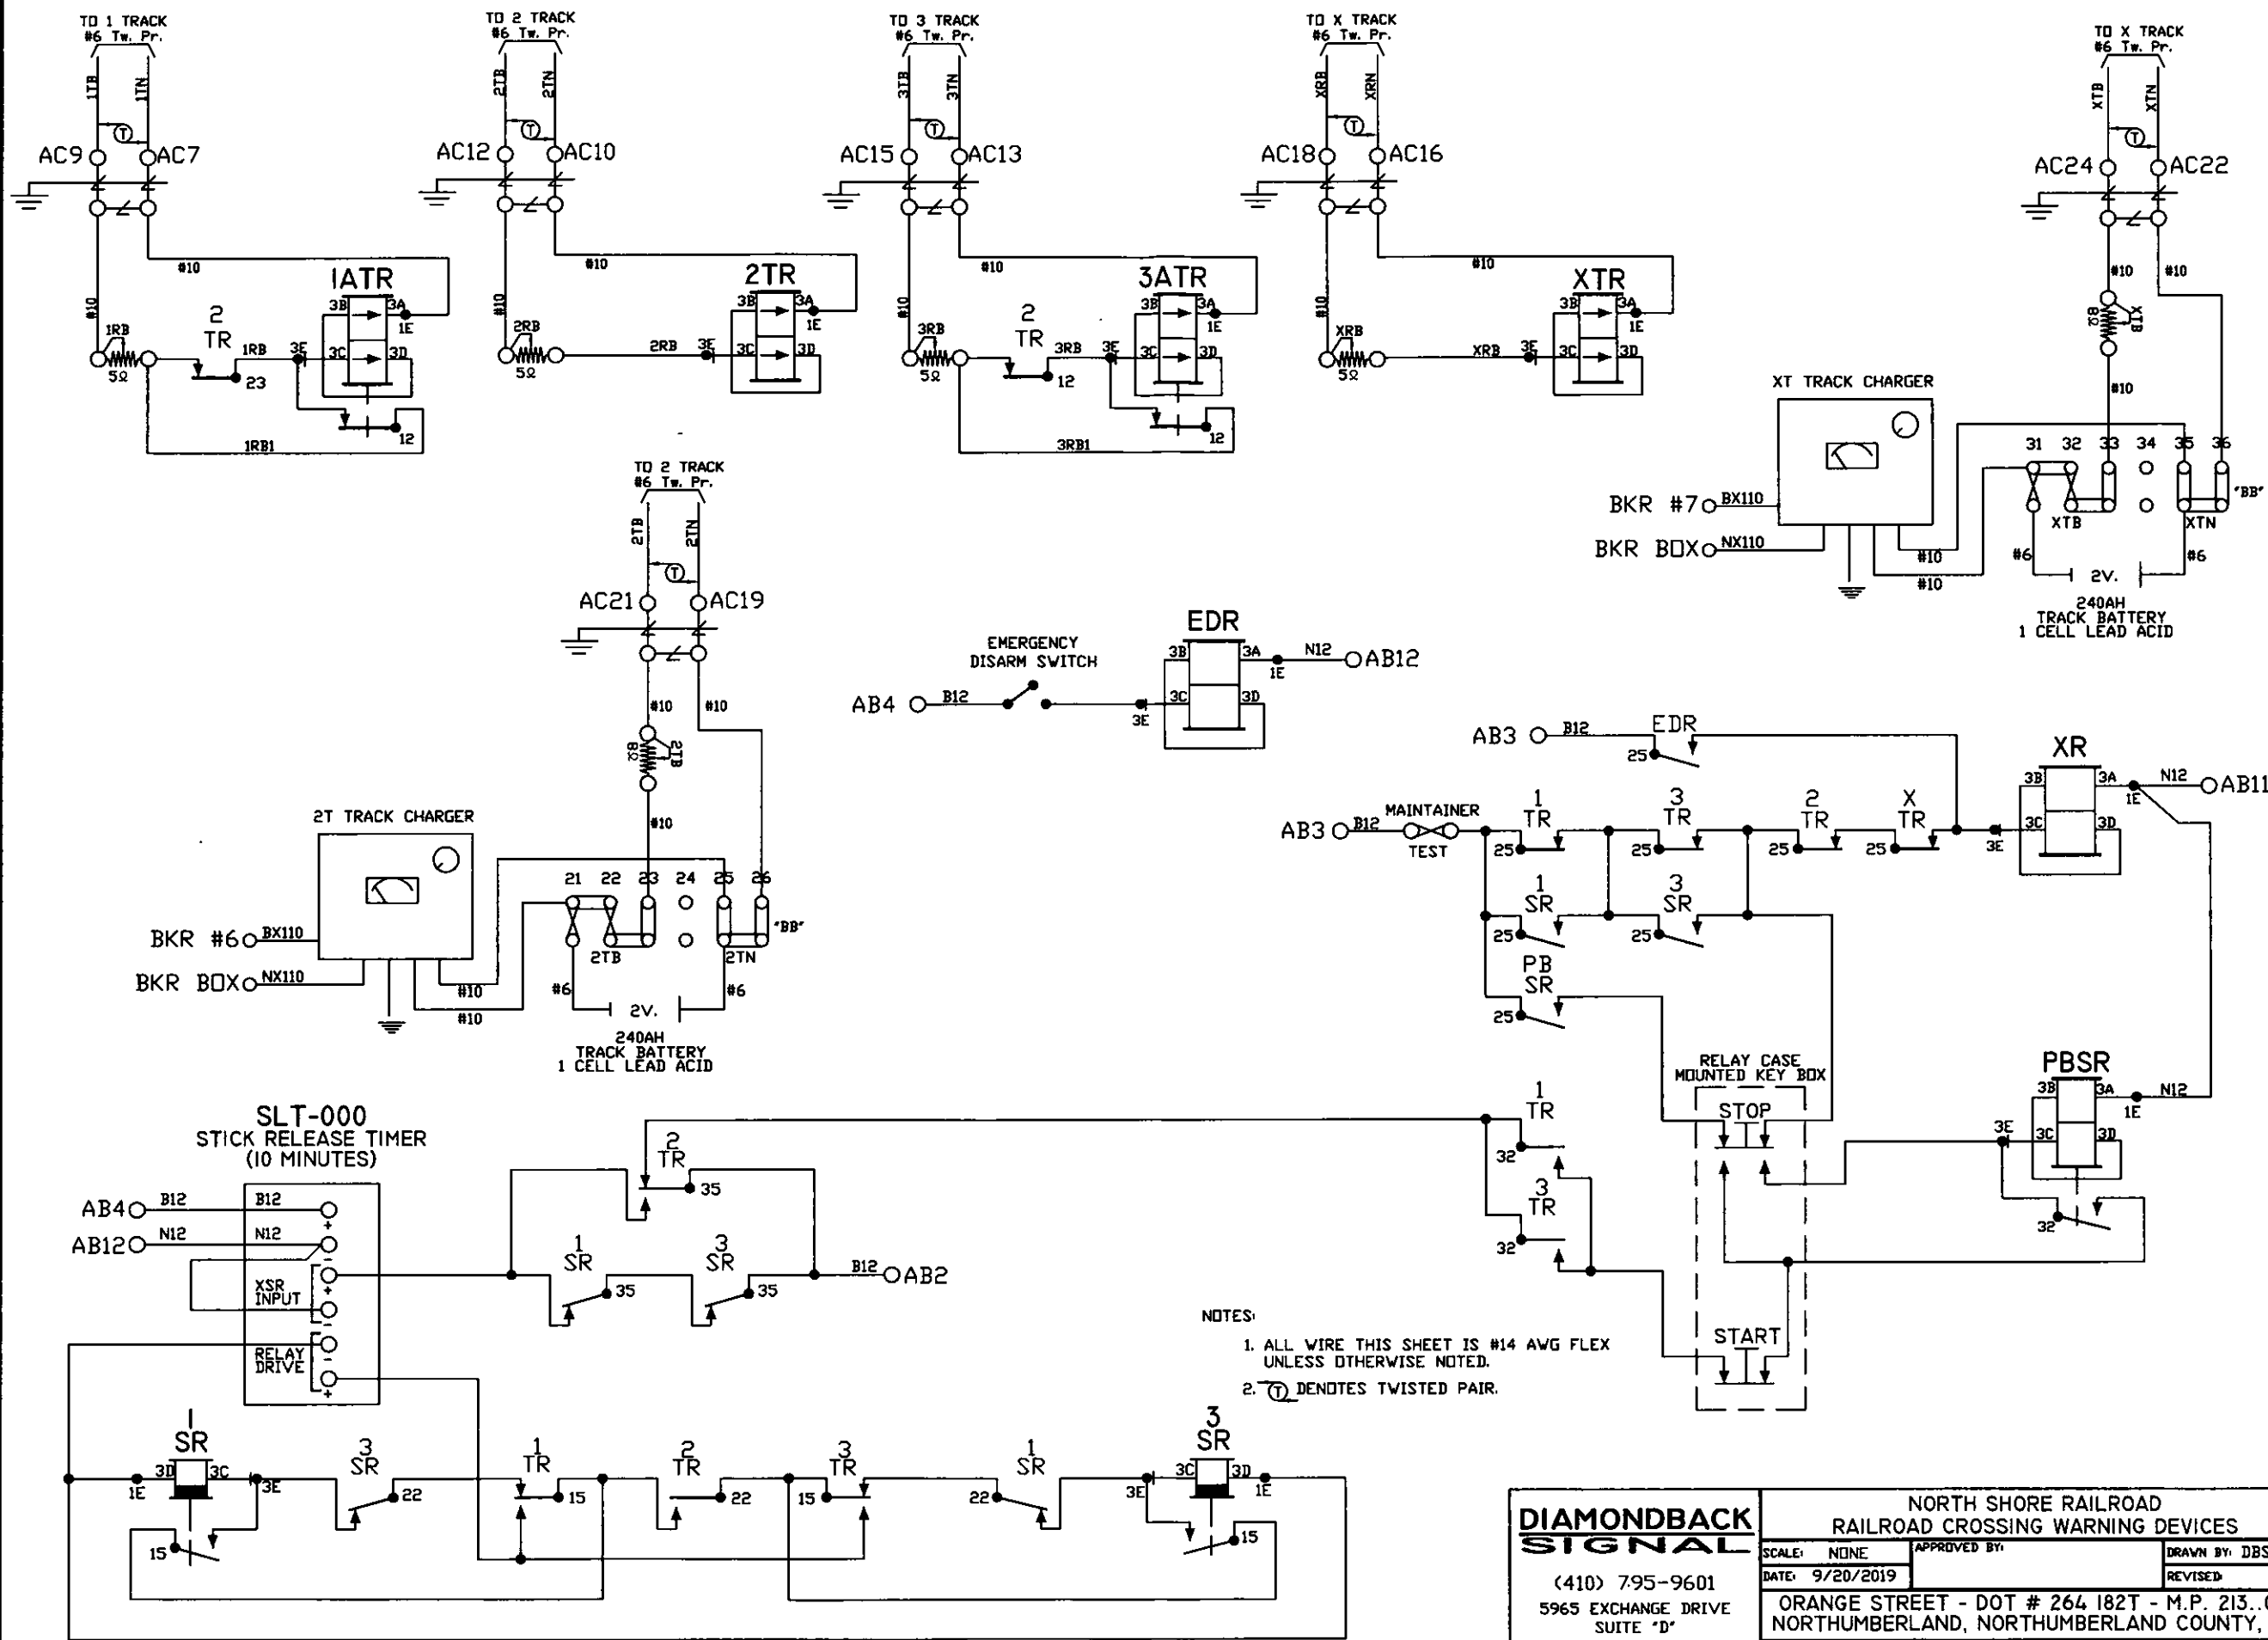 TO 1 TRACK
#6 Tw. Pr.
1TB
1TN
T
AC9
AC7
#10
#10
1ATR
3B
3A
1E
3C
3D
3E
1RB
5Ω
2
TR
1RB
23
12
1RB1
TO 2 TRACK
#6 Tw. Pr.
2TB
2TN
T
AC12
AC10
#10
#10
2TR
3B
3A
1E
3C
3D
3E
2RB
5Ω
2RB
TO 3 TRACK
#6 Tw. Pr.
3TB
3TN
T
AC15
AC13
#10
#10
3ATR
3B
3A
1E
3C
3D
3E
3RB
5Ω
2
TR
3RB
12
12
3RB1
TO X TRACK
#6 Tw. Pr.
XRB
XRN
T
AC18
AC16
#10
#10
XTR
3B
3A
1E
3C
3D
3E
XRB
5Ω
XRB
TO X TRACK
#6 Tw. Pr.
XTB
XTN
T
AC24
AC22
#10
#10
8Ω
XTB
#10
XT TRACK CHARGER
31 32 33 34 35 36
"BB"
XTB
XTN
BKR #7
BX110
BKR BOX
NX110
#10
#10
#6
#6
2V.
240AH
TRACK BATTERY
1 CELL LEAD ACID
TO 2 TRACK
#6 Tw. Pr.
2TB
2TN
T
AC21
AC19
#10
#10
8Ω
2TB
#10
2T TRACK CHARGER
21 22 23 24 25 26
"BB"
2TB
2TN
BKR #6
BX110
BKR BOX
NX110
#10
#10
#6
#6
2V.
240AH
TRACK BATTERY
1 CELL LEAD ACID
EMERGENCY
DISARM SWITCH
AB4
B12
EDR
3B
3A
1E
N12
AB12
3C
3D
3E
AB3
B12
EDR
25
AB3
B12
MAINTAINER
TEST
1
TR
25
3
TR
25
2
TR
25
X
TR
25
3E
XR
3B
3A
1E
N12
AB11
3C
3D
1
SR
25
3
SR
25
PB
SR
25
RELAY CASE
MOUNTED KEY BOX
STOP
START
1
TR
32
3
TR
32
PBSR
3B
3A
1E
N12
3E
3C
3D
32
SLT-000
STICK RELEASE TIMER
(10 MINUTES)
AB4
B12
B12
+
AB12
N12
N12
-
XSR
INPUT
+
-
RELAY
DRIVE
-
+
2
TR
35
1
SR
35
3
SR
35
B12
AB2
NOTES:
1. ALL WIRE THIS SHEET IS #14 AWG FLEX
UNLESS OTHERWISE NOTED.
2. T DENOTES TWISTED PAIR.
1
SR
3D
3C
1E
3E
15
3
SR
22
1
TR
15
2
TR
22
3
TR
15
1
SR
22
3
SR
3E
3C
3D
1E
15
DIAMONDBACK
SIGNAL
(410) 795-9601
5965 EXCHANGE DRIVE
SUITE "D"
NORTH SHORE RAILROAD
RAILROAD CROSSING WARNING DEVICES
SCALE: NONE
APPROVED BY:
DRAWN BY: DBS
DATE: 9/20/2019
REVISED:
ORANGE STREET - DOT # 264 182T - M.P. 213..
NORTHUMBERLAND, NORTHUMBERLAND COUNTY,